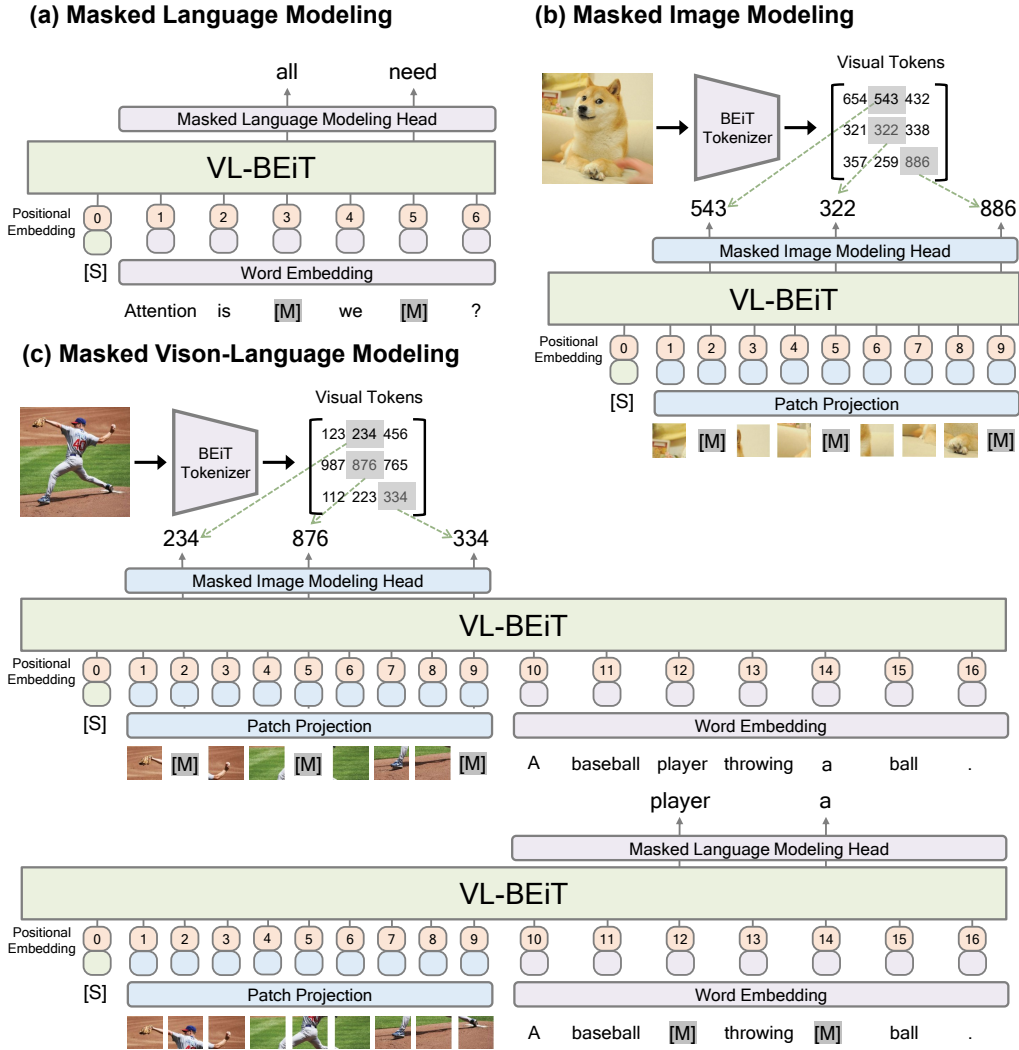 (a) Masked Language Modeling
all need
Masked Language Modeling Head
VL-BEiT
Positional
Embedding
0 1 2 3 4 5 6
[S]
Word Embedding
Attention is [M] we [M] ?
(b) Masked Image Modeling
Visual Tokens
BEiT
Tokenizer
654 543 432
321 322 338
357 259 886
543 322 886
Masked Image Modeling Head
VL-BEiT
Positional
Embedding
0 1 2 3 4 5 6 7 8 9
[S]
Patch Projection
[M] [M] [M]
(c) Masked Vison-Language Modeling
Visual Tokens
BEiT
Tokenizer
123 234 456
987 876 765
112 223 334
234 876 334
Masked Image Modeling Head
VL-BEiT
Positional
Embedding
0 1 2 3 4 5 6 7 8 9 10 11 12 13 14 15 16
[S]
Patch Projection Word Embedding
[M] [M] [M] A baseball player throwing a ball .
player a
Masked Language Modeling Head
VL-BEiT
Positional
Embedding
0 1 2 3 4 5 6 7 8 9 10 11 12 13 14 15 16
[S]
Patch Projection Word Embedding
A baseball [M] throwing [M] ball .